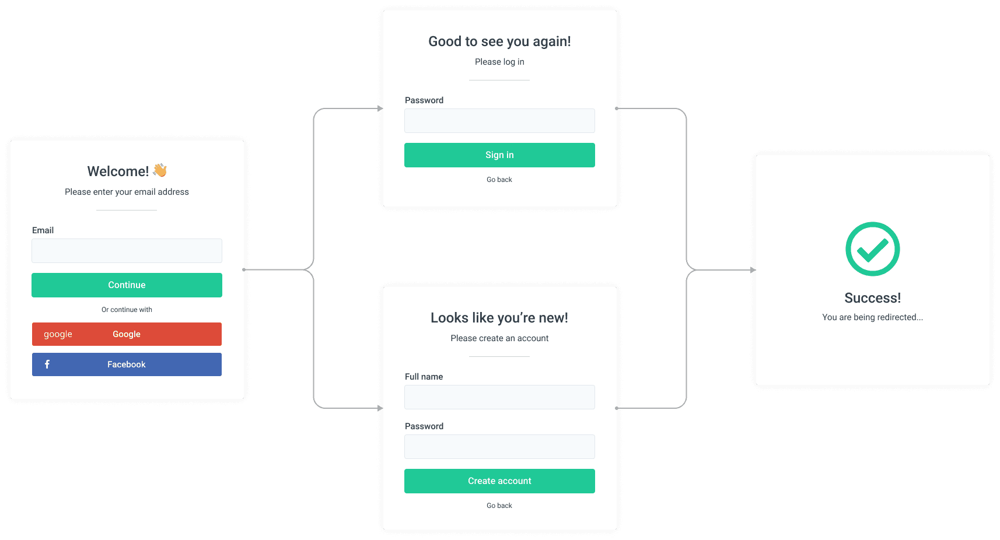 Welcome! 👋
Please enter your email address
Email
Continue
Or continue with
google Google
Facebook
Good to see you again!
Please log in
Password
Sign in
Go back
Looks like you’re new!
Please create an account
Full name
Password
Create account
Go back
Success!
You are being redirected...